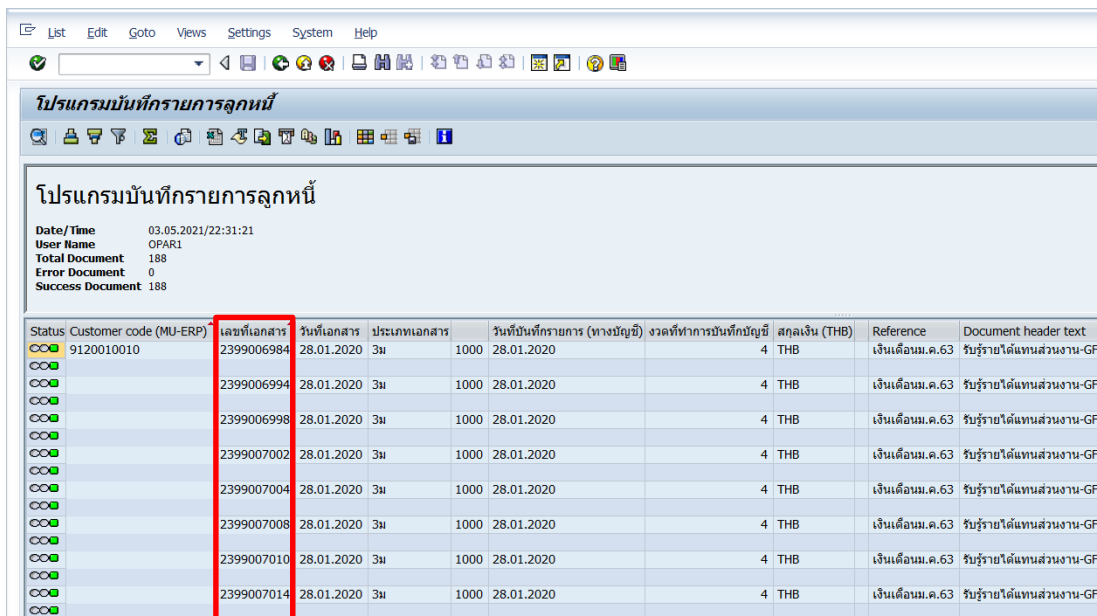 List Edit Goto Views Settings System Help
โปรแกรมบันทึกรายการลูกหนี้
โปรแกรมบันทึกรายการลูกหนี้
Date/Time 03.05.2021/22:31:21
User Name OPAR1
Total Document 188
Error Document 0
Success Document 188
Status Customer code (MU-ERP) เลขที่เอกสาร วันที่เอกสาร ประเภทเอกสาร วันที่บันทึกรายการ (ทางบัญชี) งวดที่ทำการบันทึกบัญชี สกุลเงิน (THB) Reference Document header text
9120010010 2399006984 28.01.2020 3ม 1000 28.01.2020 4 THB เงินเดือนม.ค.63 รับรู้รายได้แทนส่วนงาน-GF
2399006994 28.01.2020 3ม 1000 28.01.2020 4 THB เงินเดือนม.ค.63 รับรู้รายได้แทนส่วนงาน-GF
2399006998 28.01.2020 3ม 1000 28.01.2020 4 THB เงินเดือนม.ค.63 รับรู้รายได้แทนส่วนงาน-GF
2399007002 28.01.2020 3ม 1000 28.01.2020 4 THB เงินเดือนม.ค.63 รับรู้รายได้แทนส่วนงาน-GF
2399007004 28.01.2020 3ม 1000 28.01.2020 4 THB เงินเดือนม.ค.63 รับรู้รายได้แทนส่วนงาน-GF
2399007008 28.01.2020 3ม 1000 28.01.2020 4 THB เงินเดือนม.ค.63 รับรู้รายได้แทนส่วนงาน-GF
2399007010 28.01.2020 3ม 1000 28.01.2020 4 THB เงินเดือนม.ค.63 รับรู้รายได้แทนส่วนงาน-GF
2399007014 28.01.2020 3ม 1000 28.01.2020 4 THB เงินเดือนม.ค.63 รับรู้รายได้แทนส่วนงาน-GF